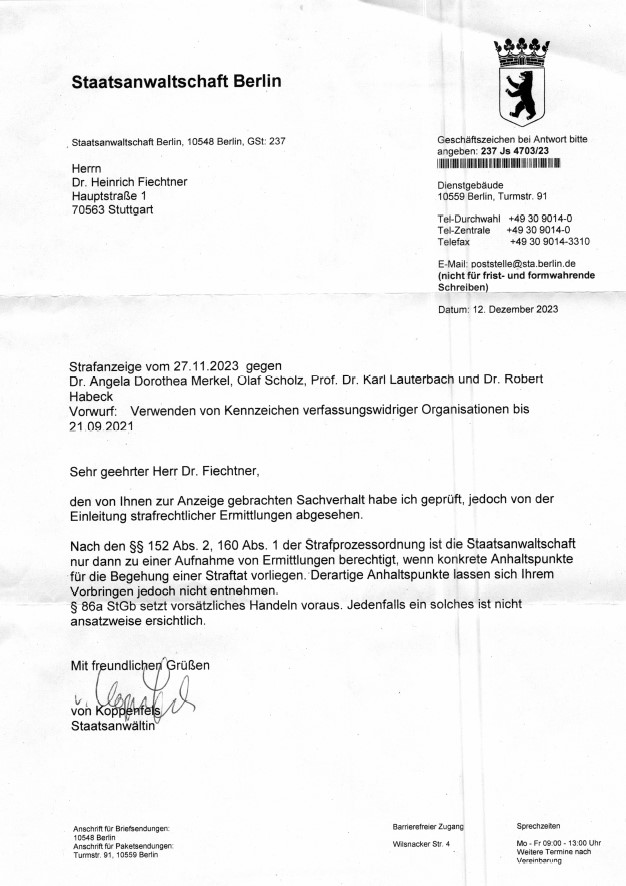 Staatsanwaltschaft Berlin
Staatsanwaltschaft Berlin, 10548 Berlin, GSt: 237
Herrn
Dr. Heinrich Fiechtner
Hauptstraße 1
70563 Stuttgart
Geschäftszeichen bei Antwort bitte
angeben: 237 Js 4703/23
Dienstgebäude
10559 Berlin, Turmstr. 91
Tel-Durchwahl +49 30 9014-0
Tel-Zentrale +49 30 9014-0
Telefax +49 30 9014-3310
E-Mail: poststelle@sta.berlin.de
(nicht für frist- und formwahrende
Schreiben)
Datum: 12. Dezember 2023
Strafanzeige vom 27.11.2023 gegen
Dr. Angela Dorothea Merkel, Olaf Scholz, Prof. Dr. Karl Lauterbach und Dr. Robert
Habeck
Vorwurf: Verwenden von Kennzeichen verfassungswidriger Organisationen bis
21.09.2021
Sehr geehrter Herr Dr. Fiechtner,
den von Ihnen zur Anzeige gebrachten Sachverhalt habe ich geprüft, jedoch von der
Einleitung strafrechtlicher Ermittlungen abgesehen.
Nach den §§ 152 Abs. 2, 160 Abs. 1 der Strafprozessordnung ist die Staatsanwaltschaft
nur dann zu einer Aufnahme von Ermittlungen berechtigt, wenn konkrete Anhaltspunkte
für die Begehung einer Straftat vorliegen. Derartige Anhaltspunkte lassen sich Ihrem
Vorbringen jedoch nicht entnehmen.
§ 86a StGb setzt vorsätzliches Handeln voraus. Jedenfalls ein solches ist nicht
ansatzweise ersichtlich.
Mit freundlichen Grüßen
von Koppenfels
Staatsanwältin
Anschrift für Briefsendungen:
10548 Berlin
Anschrift für Paketsendungen:
Turmstr. 91, 10559 Berlin
Barrierefreier Zugang
Wilsnacker Str. 4
Sprechzeiten
Mo - Fr 09:00 - 13:00 Uhr
Weitere Termine nach
Vereinbarung